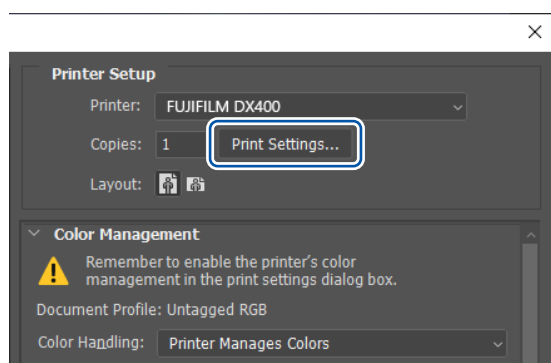 Printer Setup
Printer: FUJIFILM DX400
Copies: 1 Print Settings...
Layout:
Color Management
Remember to enable the printer's color
management in the print settings dialog box.
Document Profile: Untagged RGB
Color Handling: Printer Manages Colors